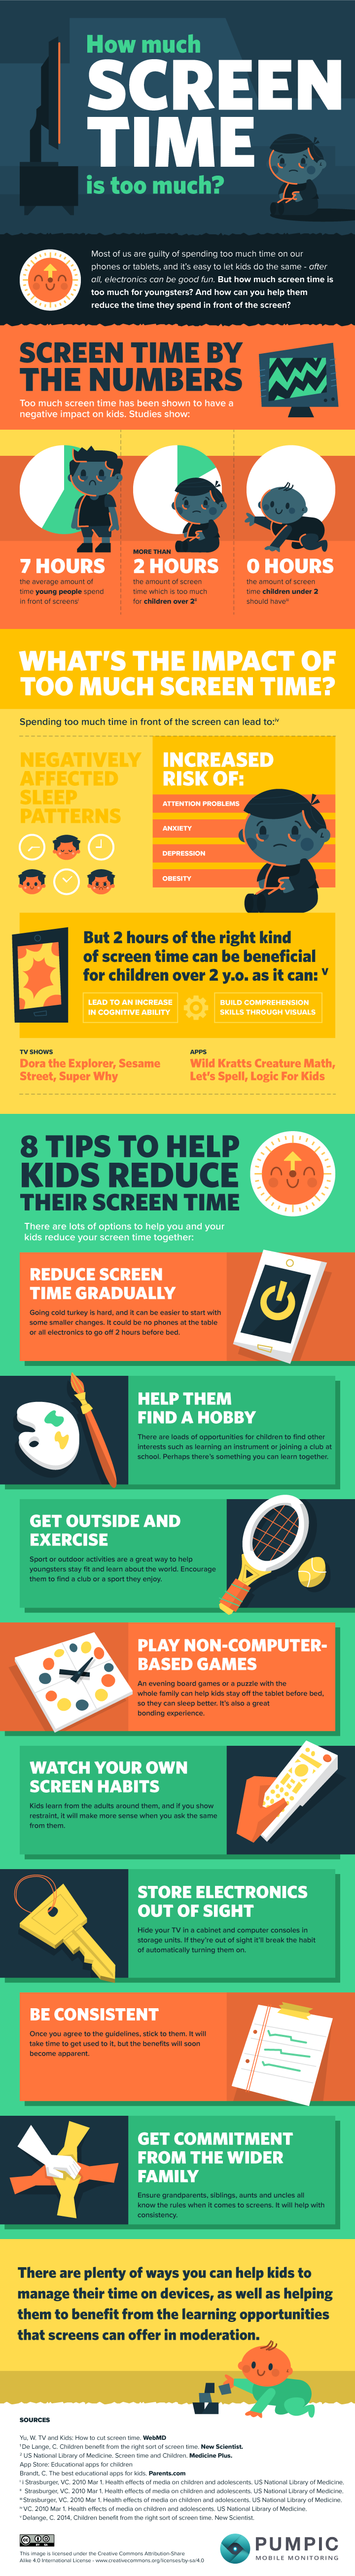 How much
SCREEN
TIME
is too much?
Most of us are guilty of spending too much time on our
phones or tablets, and it's easy to let kids do the same - after
all, electronics can be good fun. But how much screen time is
too much for youngsters? And how can you help them
reduce the time they spend in front of the screen?
SCREEN TIME BY
THE NUMBERS
Too much screen time has been shown to have a
negative impact on kids. Studies show:
7 HOURS
the average amount of
time young people spend
in front of screens
MORE THAN
2 HOURS
the amount of screen
time which is too much
for children over 2
0 HOURS
the amount of screen
time children under 2
should have
WHAT'S THE IMPACT OF
TOO MUCH SCREEN TIME?
Spending too much time in front of the screen can lead to:iv
NEGATIVELY
AFFECTED
SLEEP
PATTERNS
INCREASED
RISK OF:
ATTENTION PROBLEMS
ANXIETY
DEPRESSION
OBESITY
But 2 hours of the right kind
of screen time can be beneficial
for children over 2 y.o. as it can: v
LEAD TO AN INCREASE
IN COGNITIVE ABILITY
BUILD COMPREHENSION
SKILLS THROUGH VISUALS
TV SHOWS
Dora the Explorer, Sesame
Street, Super Why
APPS
Wild Kratts Creature Math,
Let's Spell, Logic For Kids
8 TIPS TO HELP
KIDS REDUCE
THEIR SCREEN TIME
There are lots of options to help you and your
kids reduce your screen time together:
REDUCE SCREEN
TIME GRADUALLY
Going cold turkey is hard, and it can be easier to start with
some smaller changes. It could be no phones at the table
or all electronics to go off 2 hours before bed.
HELP THEM
FIND A HOBBY
There are loads of opportunities for children to find other
interests such as learning an instrument or joining a club at
school. Perhaps there's something you can learn together.
GET OUTSIDE AND
EXERCISE
Sport or outdoor activities are a great way to help
youngsters stay fit and learn about the world. Encourage
them to find a club or a sport they enjoy.
PLAY NON-COMPUTER-
BASED GAMES
An evening board games or a puzzle with the
whole family can help kids stay off the tablet before bed,
so they can sleep better. It's also a great
bonding experience.
WATCH YOUR OWN
SCREEN HABITS
Kids learn from the adults around them, and if you show
restraint, it will make more sense when you ask the same
from them.
STORE ELECTRONICS
OUT OF SIGHT
Hide your TV in a cabinet and computer consoles in
storage units. If they're out of sight it'll break the habit
of automatically turning them on.
BE CONSISTENT
Once you agree to the guidelines, stick to them. It will
take time to get used to it, but the benefits will soon
become apparent.
GET COMMITMENT
FROM THE WIDER
FAMILY
Ensure grandparents, siblings, aunts and uncles all
know the rules when it comes to screens. It will help with
consistency.
There are plenty of ways you can help kids to
manage their time on devices, as well as helping
them to benefit from the learning opportunities
that screens can offer in moderation.
SOURCES
Yu, W. TV and Kids: How to cut screen time. WebMD
De Lange, C. Children benefit from the right sort of screen time. New Scientist.
US National Library of Medicine. Screen time and Children. Medicine Plus.
App Store: Educational apps for children
Brandt, C. The best educational apps for kids. Parents.com
Strasburger, VC. 2010 Mar 1. Health effects of media on children and adolescents. US National Library of Medicine.
Strasburger, VC. 2010 Mar 1. Health effects of media on children and adolescents. US National Library of Medicine.
Strasburger, VC. 2010 Mar 1. Health effects of media on children and adolescents. US National Library of Medicine.
VC. 2010 Mar 1. Health effects of media on children and adolescents. US National Library of Medicine.
Delange, C. 2014, Children benefit from the right sort of screen time. New Scientist.
This image is licensed under the Creative Commons Attribution-Share
Alike 4.0 International License - www.creativecommons.org/licenses/by-sa/4.0
PUMPIC
MOBILE MONITORING